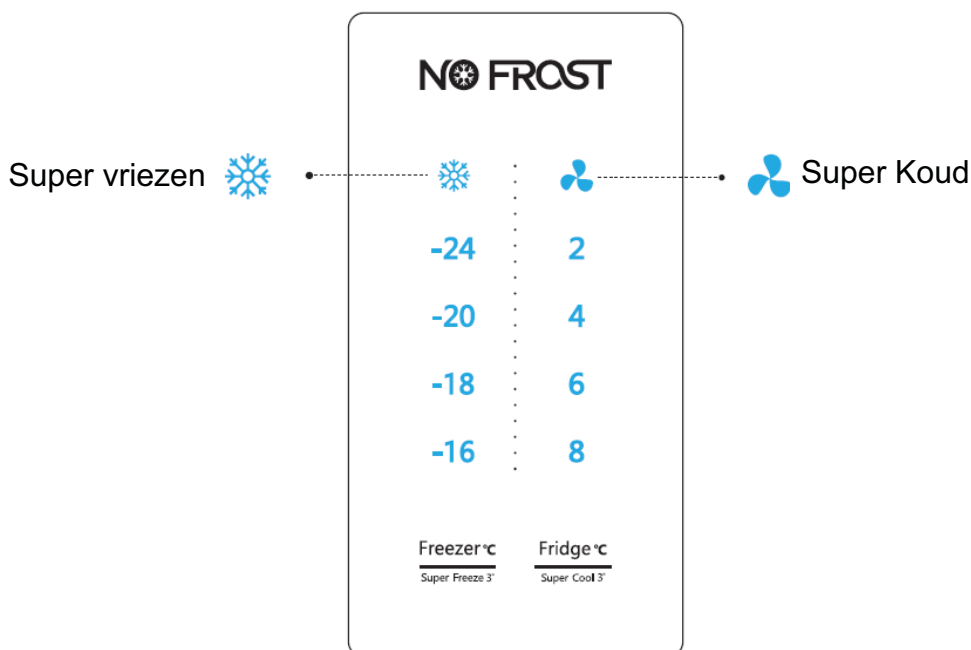 NO FROST
Super vriezen
Super Koud
-24 2
-20 4
-18 6
-16 8
Freezer °C Fridge °C
Super Freeze 3" Super Cool 3"